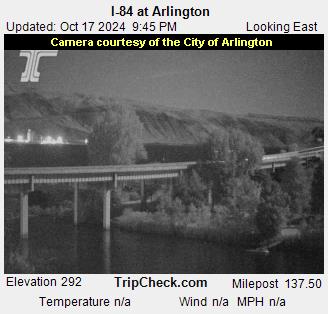 I-84 at Arlington
Updated: Oct 17 2024 9:45 PM Looking East
Camera courtesy of the City of Arlington
Elevation 292 TripCheck.com Milepost 137.50
Temperature n/a Wind n/a MPH n/a